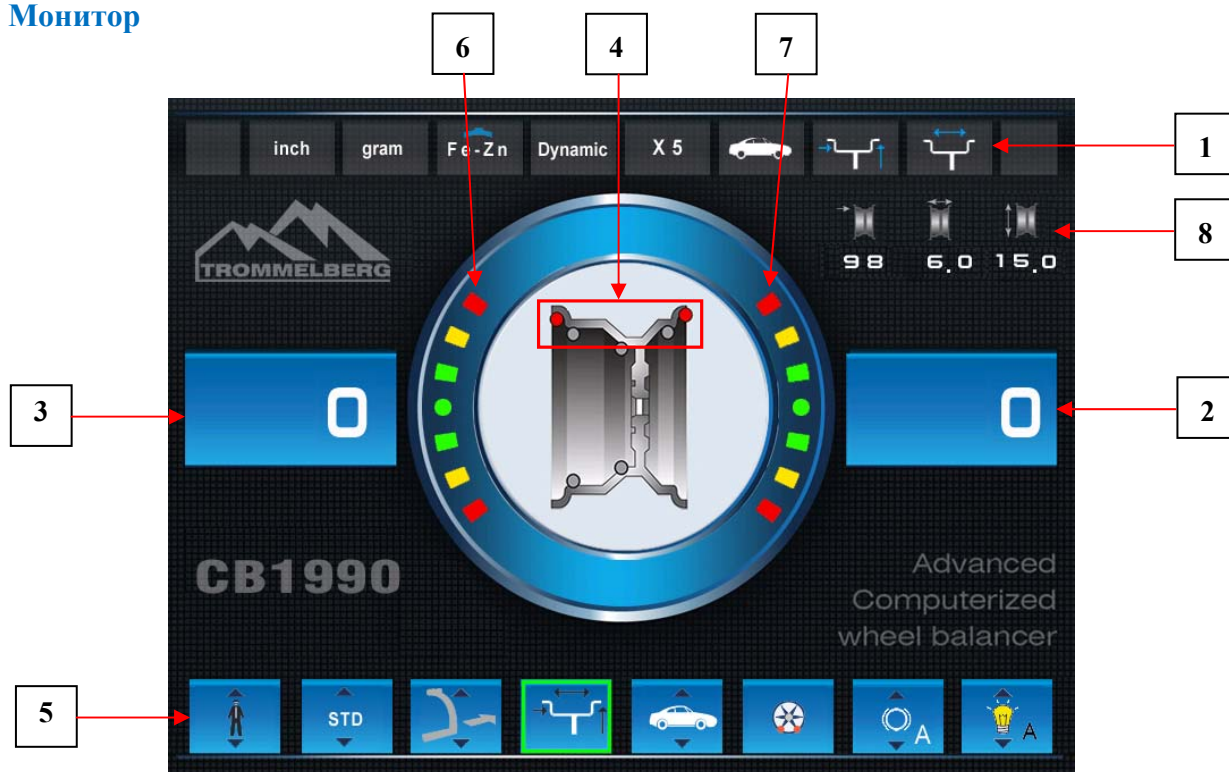 Монитор
6 4 7
inch gram Fe-Zn Dynamic X 5
1
TROMMELBERG
8
98 6.0 15.0
3
0
0
2
CB1990
Advanced
Computerized
wheel balancer
5
STD
A
A